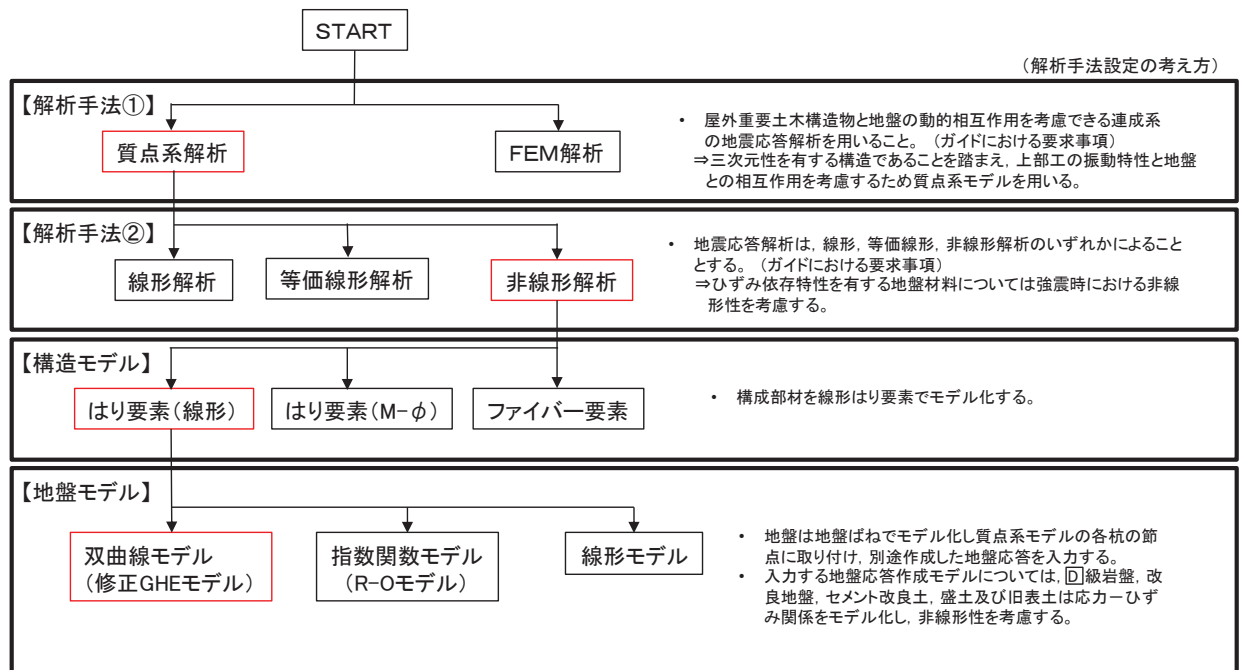 START
(解析手法設定の考え方)
【解析手法①】
質点系解析
FEM解析
・ 屋外重要土木構造物と地盤の動的相互作用を考慮できる連成系
の地震応答解析を用いること。(ガイドにおける要求事項)
⇒三次元性を有する構造であることを踏まえ,上部工の振動特性と地盤
との相互作用を考慮するため質点系モデルを用いる。
【解析手法②】
線形解析
等価線形解析
非線形解析
・ 地震応答解析は,線形,等価線形,非線形解析のいずれかによること
とする。(ガイドにおける要求事項)
⇒ひずみ依存特性を有する地盤材料については強震時における非線
形性を考慮する。
【構造モデル】
はり要素(線形)
はり要素(M-φ)
ファイバー要素
・ 構成部材を線形はり要素でモデル化する。
【地盤モデル】
双曲線モデル
(修正GHEモデル)
指数関数モデル
(R-Oモデル)
線形モデル
・ 地盤は地盤ばねでモデル化し質点系モデルの各杭の節
点に取り付け,別途作成した地盤応答を入力する。
・ 入力する地盤応答作成モデルについては,D級岩盤,改
良地盤,セメント改良土,盛土及び旧表土は応力ーひず
み関係をモデル化し,非線形性を考慮する。